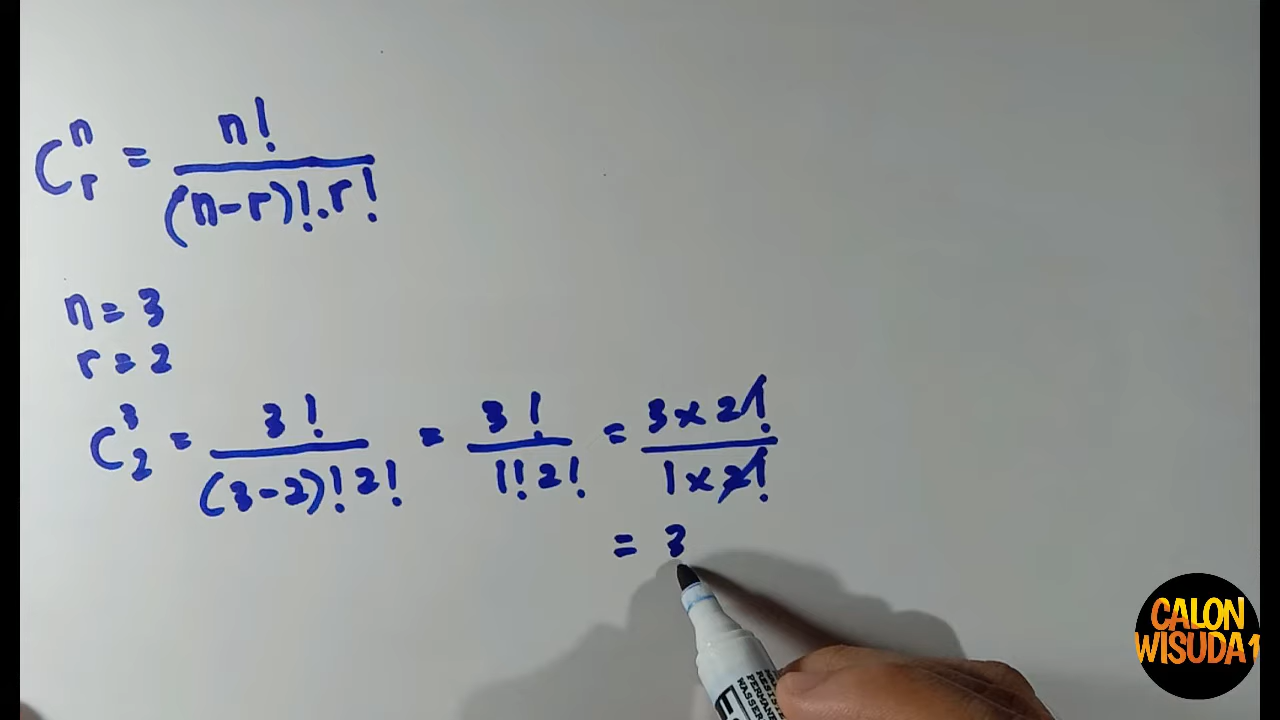 C^n_r = n! / (n-r)!.r!
n = 3
r = 2
C^3_2 = 3! / (3-2)!2! = 3! / 1!2! = 3 x 2! / 1 x 2!
= 3
CALON
WISUDA1